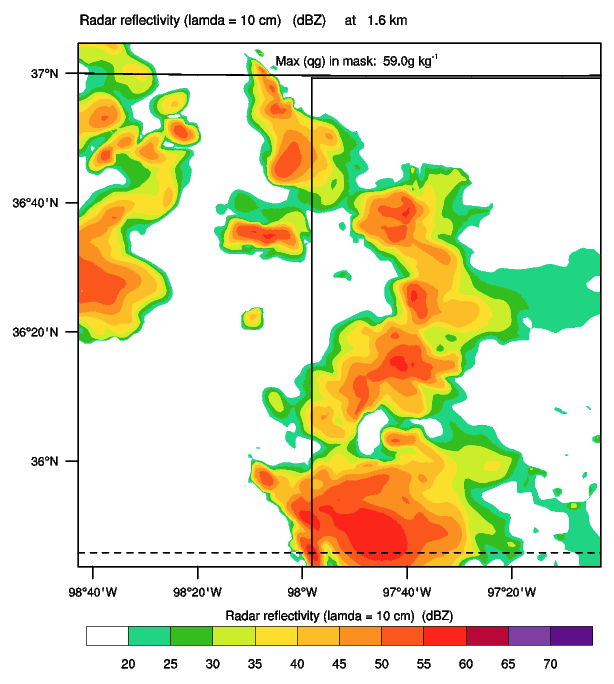 Radar reflectivity (lamda = 10 cm) (dBZ) at 1.6 km
Max (qg) in mask: 59.0g kg⁻¹
37°N
36°40'N
36°20'N
36°N
98°40'W 98°20'W 98°W 97°40'W 97°20'W
Radar reflectivity (lamda = 10 cm) (dBZ)
20 25 30 35 40 45 50 55 60 65 70